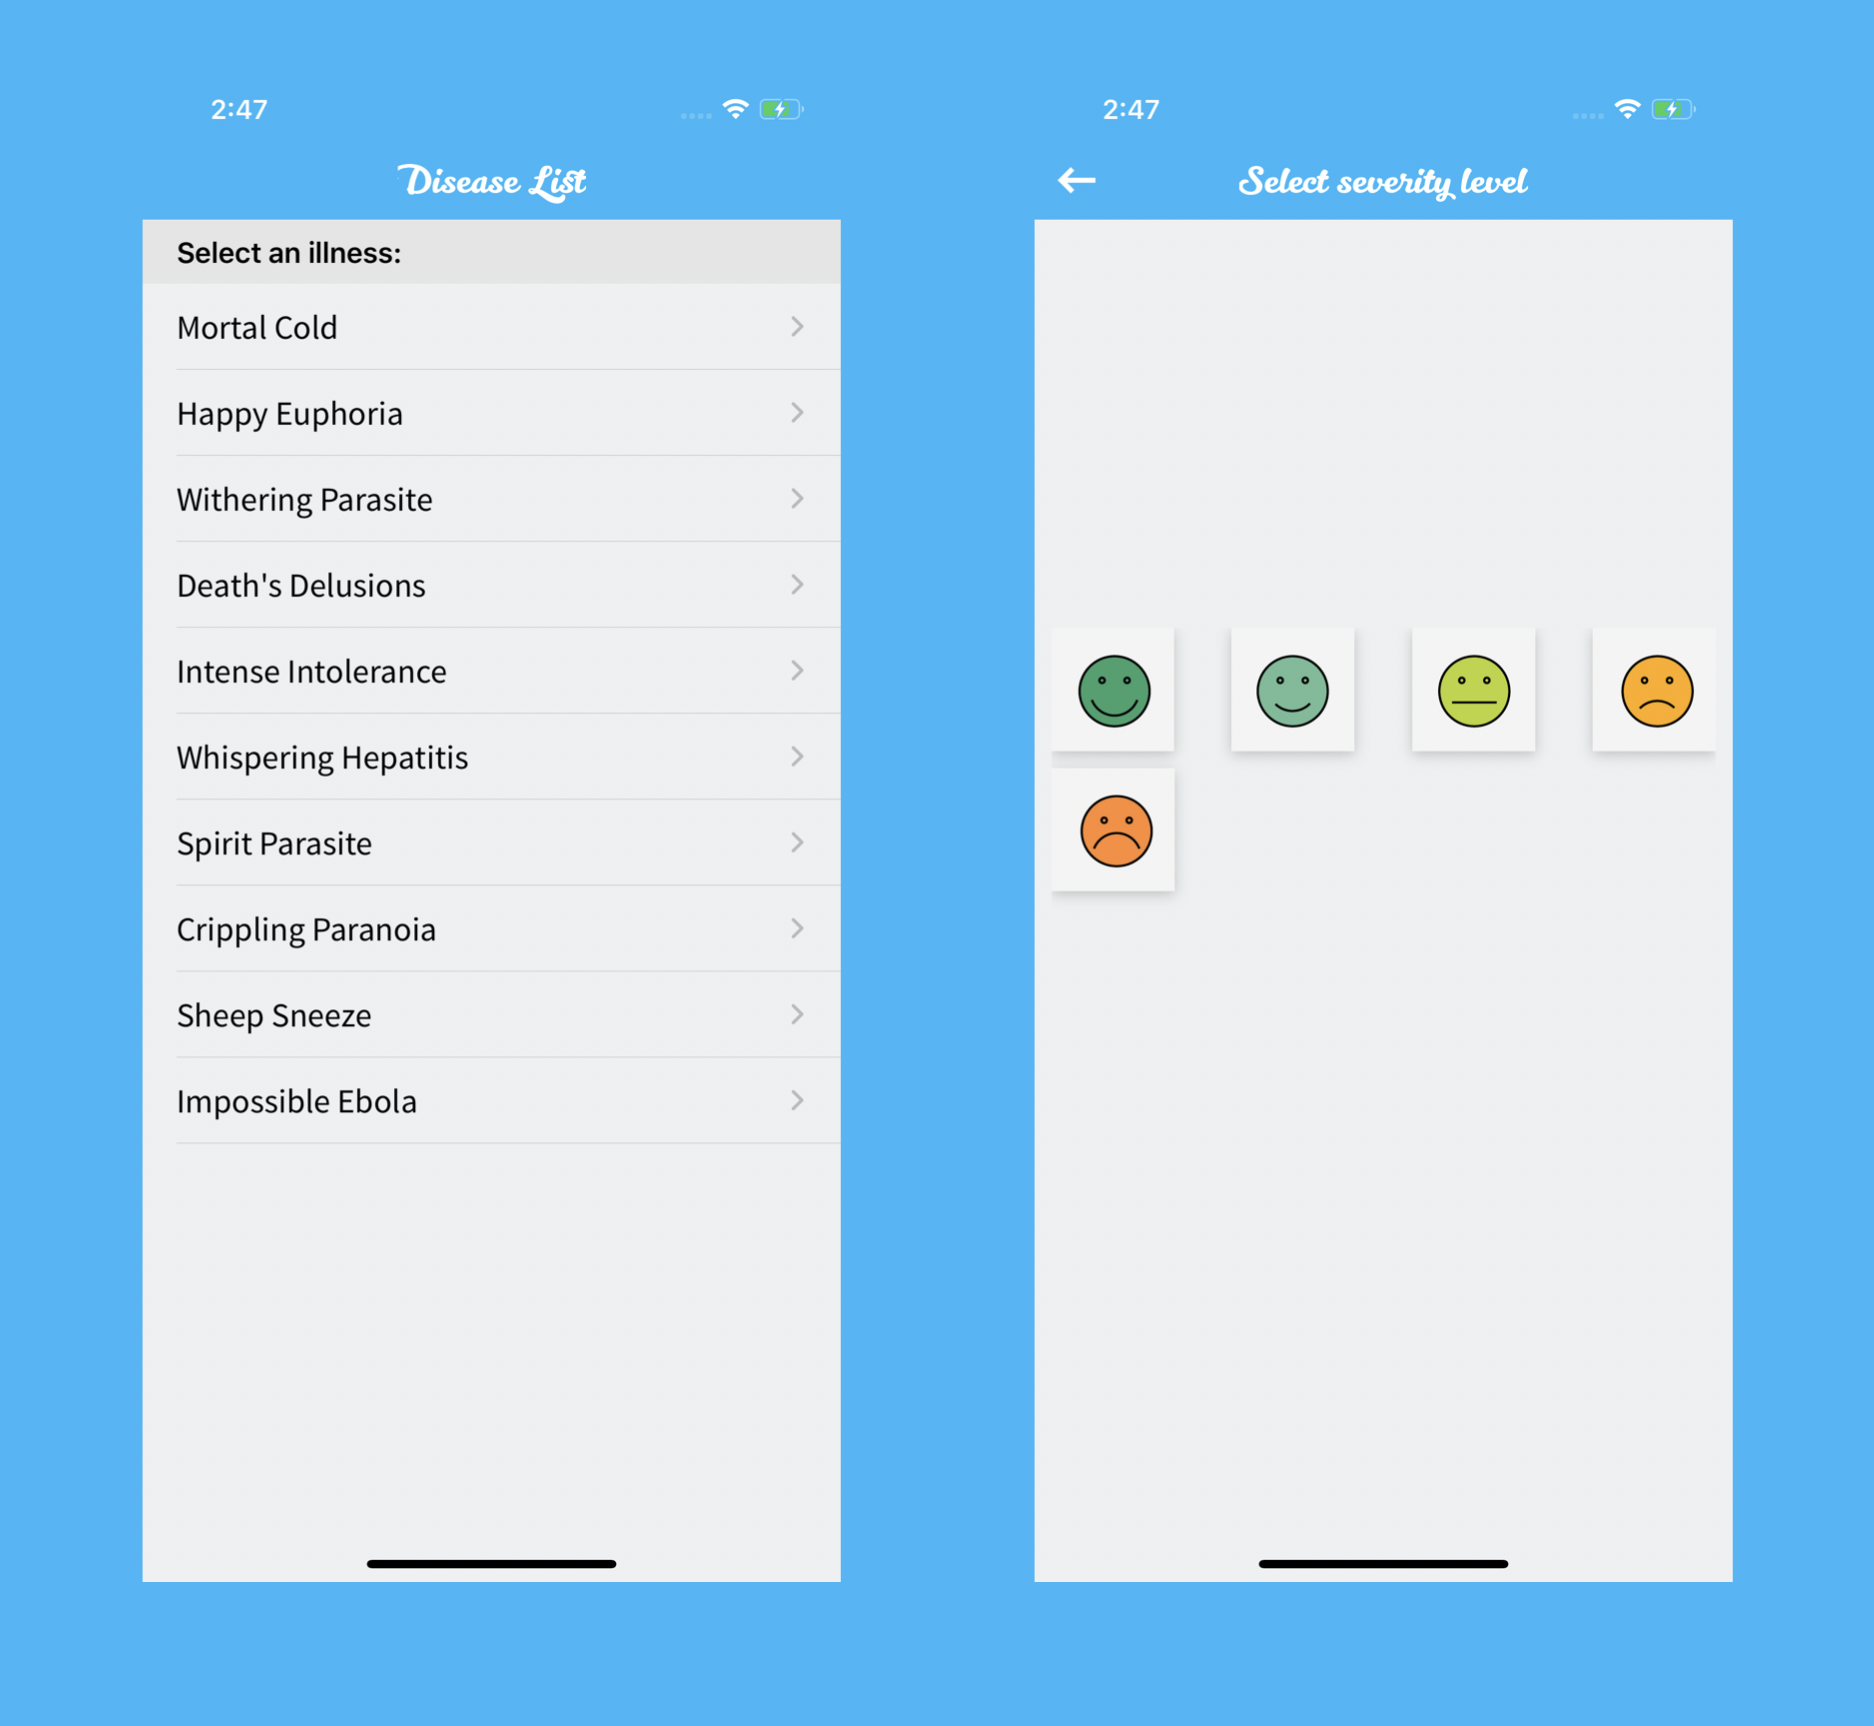 2:47
Disease List
Select an illness:
Mortal Cold
Happy Euphoria
Withering Parasite
Death's Delusions
Intense Intolerance
Whispering Hepatitis
Spirit Parasite
Crippling Paranoia
Sheep Sneeze
Impossible Ebola
2:47
Select severity level